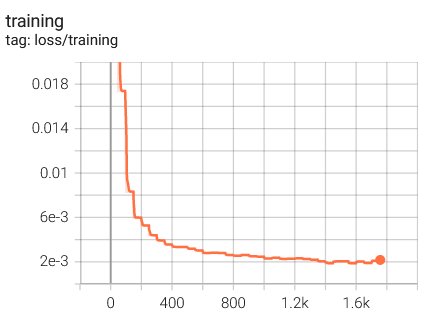 training
tag: loss/training
0.018
0.014
0.01
6e-3
2e-3
0 400 800 1.2k 1.6k